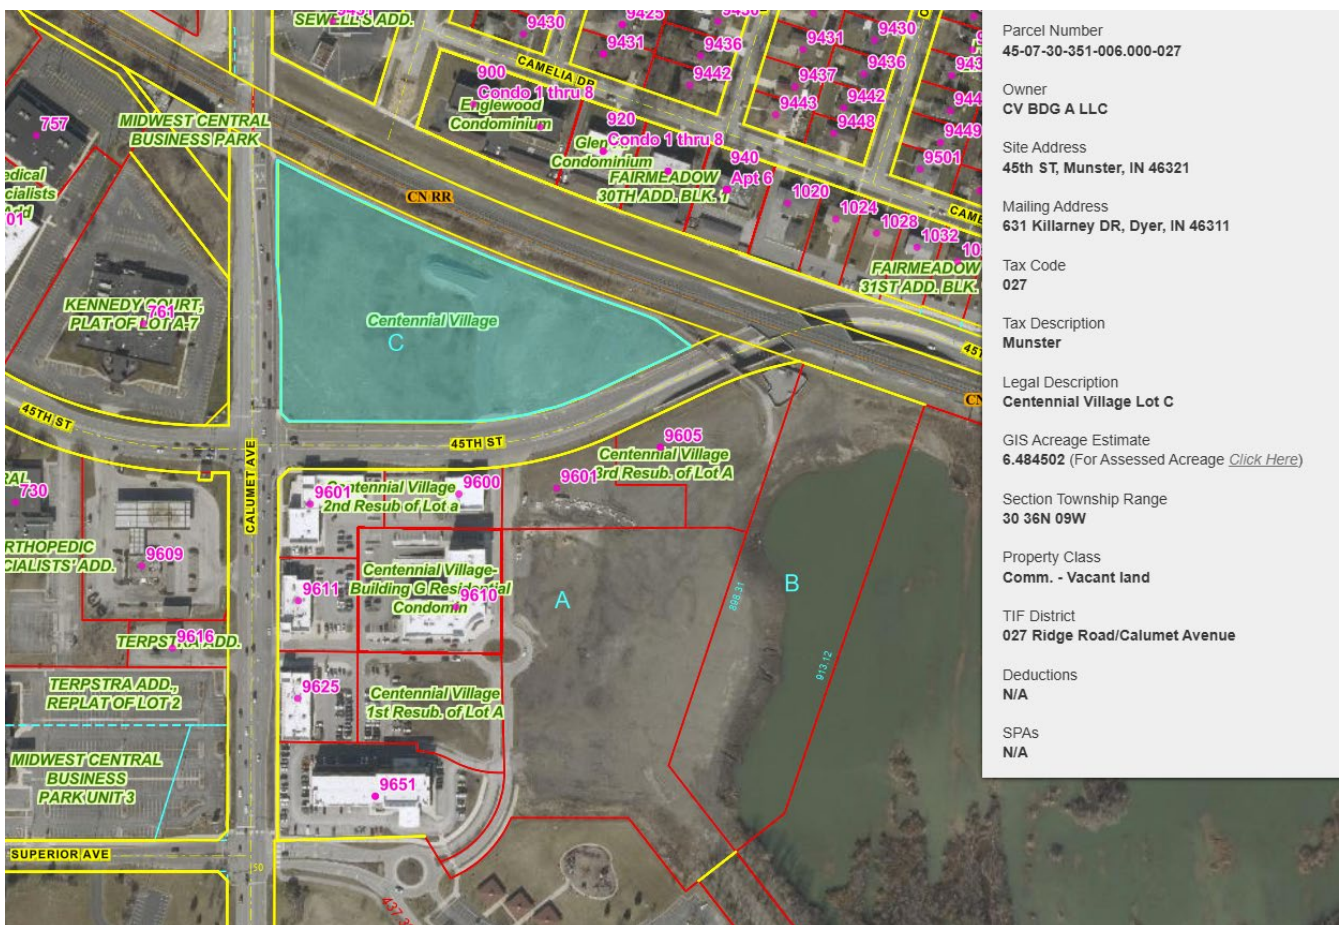 SEWELL'S ADD.
9451
9430
9425
9431
9436
9436
9442
9431
9437
9443
9430
9436
9442
9448
9449
9501
CAMELIA DR
900
Condo 1 thru 8
Englewood
Condominium
920
Condo 1 thru 8
Condominium
FAIRMEADOW
30TH ADD. BLK. 1
940
Apt 6
1020
1024
1028
1032
FAIRMEADOW
31ST ADD. BLK.
757
MIDWEST CENTRAL
BUSINESS PARK
CN RR
KENNEDY COURT,
PLAT OF LOT A-7
761
Centennial Village
C
45TH ST
45TH ST
CALUMET AVE
730
ORTHOPEDIC
SPECIALISTS' ADD.
9609
TERPSTRA ADD.
9616
TERPSTRA ADD.,
REPLAT OF LOT 2
MIDWEST CENTRAL
BUSINESS
PARK UNIT 3
SUPERIOR AVE
50
9601
Centennial Village
2nd Resub of Lot a
9600
9605
Centennial Village
3rd Resub. of Lot A
9601
9611
Centennial Village-
Building G Residential
Condomin
9610
A
B
898.31
913.12
9625
Centennial Village
1st Resub. of Lot A
9651
Parcel Number
45-07-30-351-006.000-027
Owner
CV BDG A LLC
Site Address
45th ST, Munster, IN 46321
Mailing Address
631 Killarney DR, Dyer, IN 46311
Tax Code
027
Tax Description
Munster
Legal Description
Centennial Village Lot C
GIS Acreage Estimate
6.484502 (For Assessed Acreage Click Here)
Section Township Range
30 36N 09W
Property Class
Comm. - Vacant land
TIF District
027 Ridge Road/Calumet Avenue
Deductions
N/A
SPAs
N/A